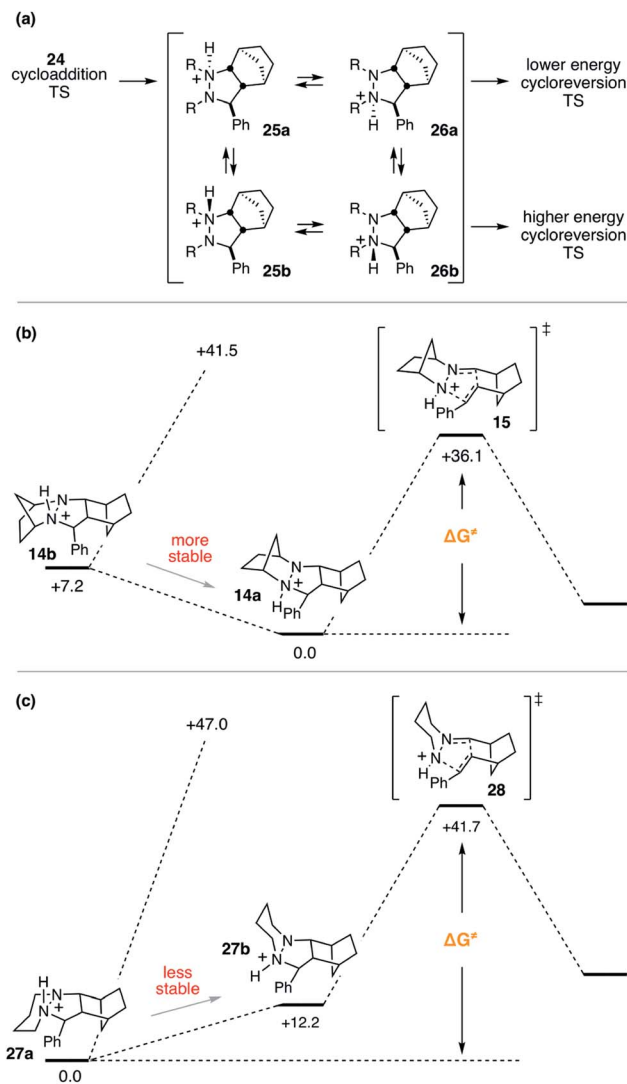 (a)
24
cycloaddition
TS
H
R
N
+
N
R
Ph
25a
R
N
N
+
R
H
Ph
26a
lower energy
cycloreversion
TS
H
R
N
+
N
R
Ph
25b
R
N
+
N
R
H
Ph
26b
higher energy
cycloreversion
TS
(b)
+41.5
‡
N
N
+
H
Ph
15
+36.1
H
N
N
+
Ph
14b
+7.2
more
stable
N
N
+
H
Ph
14a
0.0
ΔG≠
(c)
+47.0
‡
N
+
N
H
Ph
28
+41.7
27b
N
+
N
H
Ph
+12.2
less
stable
H
N
N
+
Ph
27a
0.0
ΔG≠